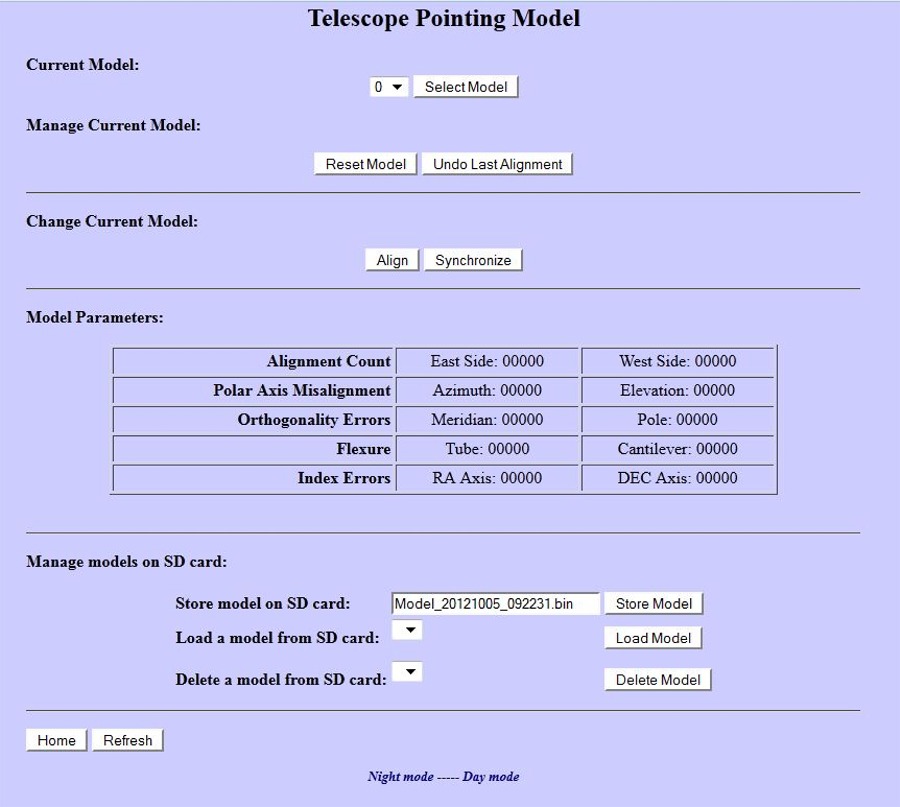 Telescope Pointing Model
Current Model:
0 Select Model
Manage Current Model:
Reset Model Undo Last Alignment
Change Current Model:
Align Synchronize
Model Parameters:
Alignment Count East Side: 00000 West Side: 00000
Polar Axis Misalignment Azimuth: 00000 Elevation: 00000
Orthogonality Errors Meridian: 00000 Pole: 00000
Flexure Tube: 00000 Cantilever: 00000
Index Errors RA Axis: 00000 DEC Axis: 00000
Manage models on SD card:
Store model on SD card: Model_20121005_092231.bin Store Model
Load a model from SD card: Load Model
Delete a model from SD card: Delete Model
Home Refresh
Night mode ----- Day mode